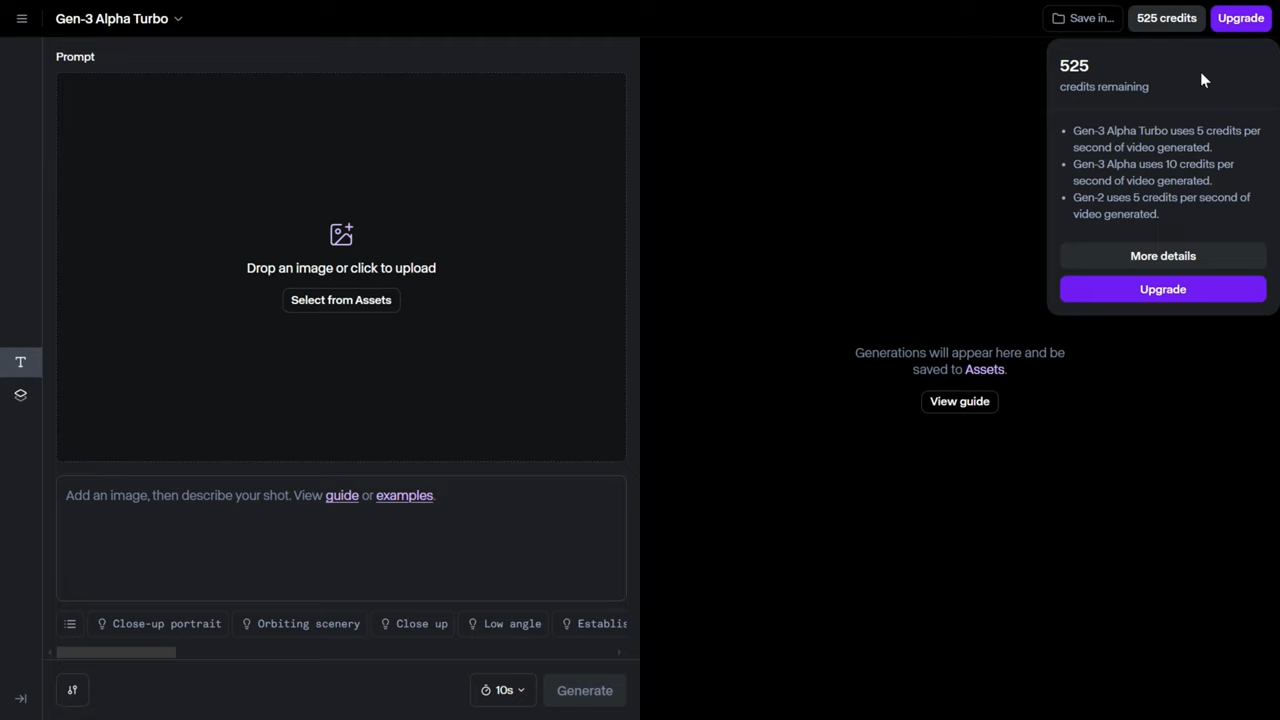 Gen-3 Alpha Turbo
Save in...
525 credits
Upgrade
Prompt
525
credits remaining
• Gen-3 Alpha Turbo uses 5 credits per
second of video generated.
• Gen-3 Alpha uses 10 credits per
second of video generated.
• Gen-2 uses 5 credits per second of
video generated.
More details
Upgrade
Drop an image or click to upload
Select from Assets
Generations will appear here and be
saved to Assets.
View guide
T
Add an image, then describe your shot. View guide or examples.
Close-up portrait
Orbiting scenery
Close up
Low angle
Establis
10s
Generate